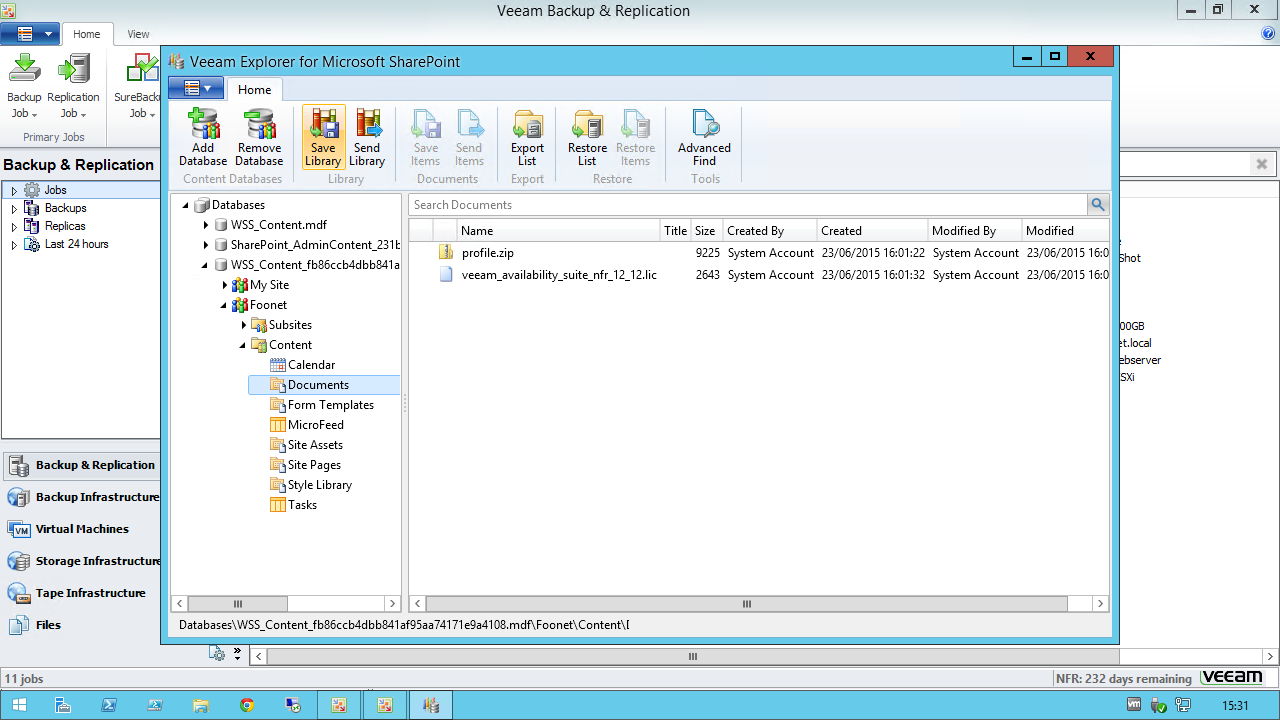 Veeam Backup & Replication
Home View
Backup Job
Replication Job
SureBack
Job
Primary Jobs
Backup & Replication
Jobs
Backups
Replicas
Last 24 hours
Backup & Replication
Backup Infrastructure
Virtual Machines
Storage Infrastructure
Tape Infrastructure
Files
Veeam Explorer for Microsoft SharePoint
Home
Add Database
Remove Database
Content Databases
Save Library
Send Library
Library
Save Items
Send Items
Documents
Export List
Export
Restore List
Restore Items
Restore
Advanced Find
Tools
Databases
WSS_Content.mdf
SharePoint_AdminContent_231b
WSS_Content_fb86ccb4dbb841a
My Site
Foonet
Subsites
Content
Calendar
Documents
Form Templates
MicroFeed
Site Assets
Site Pages
Style Library
Tasks
Search Documents
Name Title Size Created By Created Modified By Modified
profile.zip 9225 System Account 23/06/2015 16:01:22 System Account 23/06/2015 16:0
veeam_availability_suite_nfr_12_12.lic 2643 System Account 23/06/2015 16:01:32 System Account 23/06/2015 16:0
Databases\WSS_Content_fb86ccb4dbb841af95aa74171e9a4108.mdf\Foonet\Content\D
Shot
00GB
et.local
ebserver
SXi
11 jobs
NFR: 232 days remaining
veeam
vm
15:31